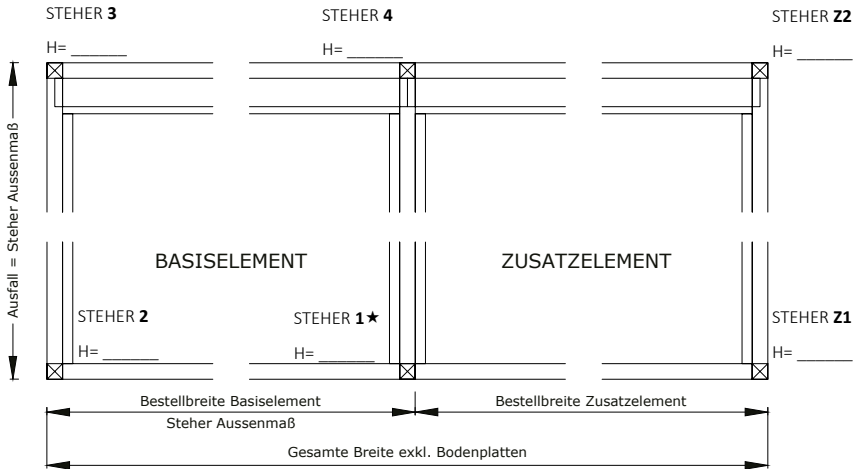 STEHER 3
STEHER 4
STEHER Z2
H= ______
H= ______
H= ______
Ausfall = Steher Aussenmaß
BASISELEMENT
ZUSATZELEMENT
STEHER 2
STEHER 1★
STEHER Z1
H= ______
H= ______
H= ______
Bestellbreite Basiselement
Bestellbreite Zusatzelement
Steher Aussenmaß
Gesamte Breite exkl. Bodenplatten